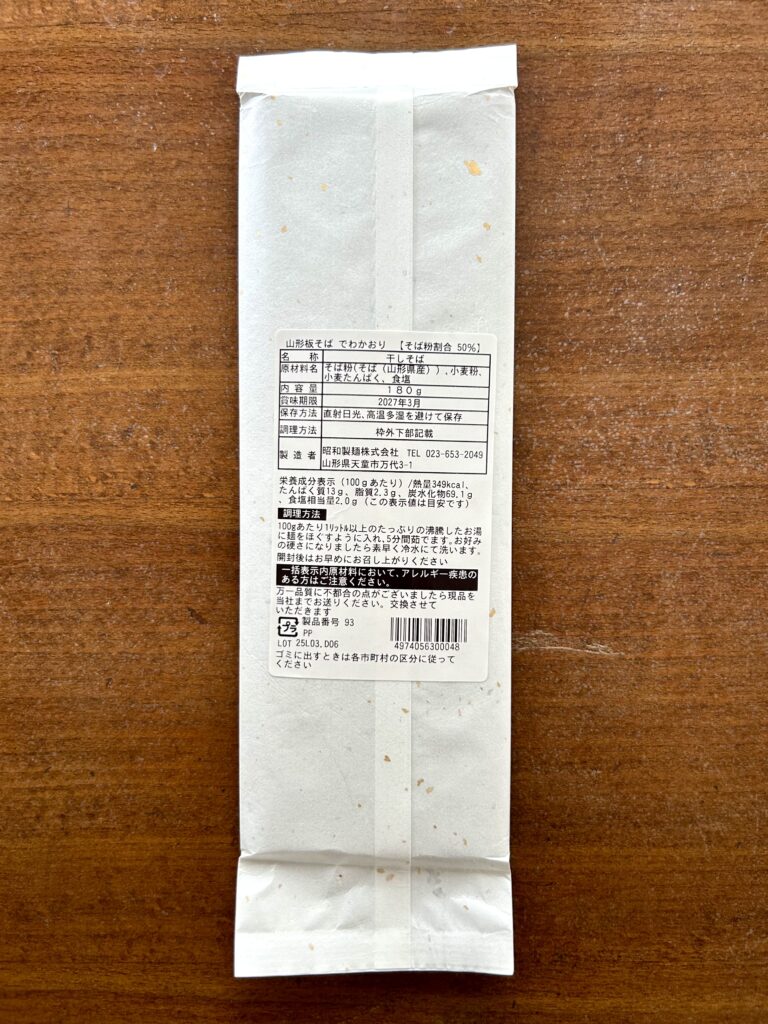 山形板そば でわかおり 【そば粉割合 50%】
名称 干しそば
原材料名 そば粉(そば(山形県産))、小麦粉、
小麦たんぱく、食塩
内容量 180g
賞味期限 2027年3月
保存方法 直射日光、高温多湿を避けて保存
調理方法 枠外下部記載
製造者 昭和製麺株式会社 TEL 023-653-2049
山形県天童市万代3-1
栄養成分表示(100gあたり)/熱量349kcal、
たんぱく質13g、脂質2.3g、炭水化物69.1g
、食塩相当量2.0g(この表示値は目安です)
調理方法
100gあたり1リットル以上のたっぷりの沸騰したお湯
に麺をほぐすように入れ、5分間茹でます。お好み
の硬さになりましたら素早く冷水にて洗います。
開封後はお早めにお召し上がりください
一括表示内原材料において、アレルギー疾患の
ある方はご注意ください。
万一品質に不都合の点がございましたら現品を
当社までお送りください。交換させて
いただきます
プラ 製品番号 93
PP
LOT 25L03.D06
4974056300048
ゴミに出すときは各市町村の区分に従って
ください